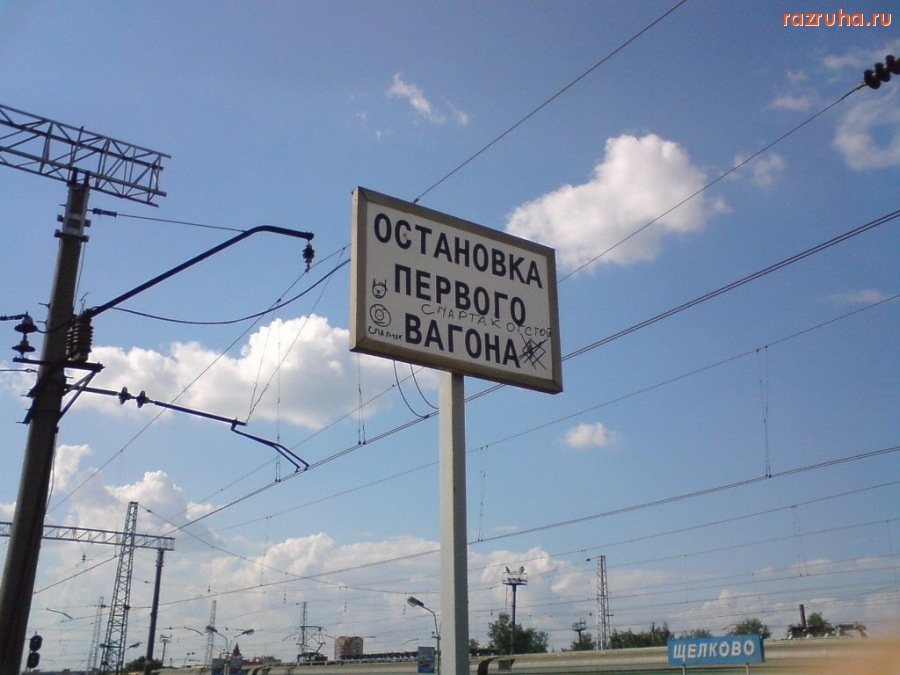 razruha.ru
ОСТАНОВКА
ПЕРВОГО
СПАРТАК ОТСТОЙ
ВАГОНА
ЩЕЛКОВО